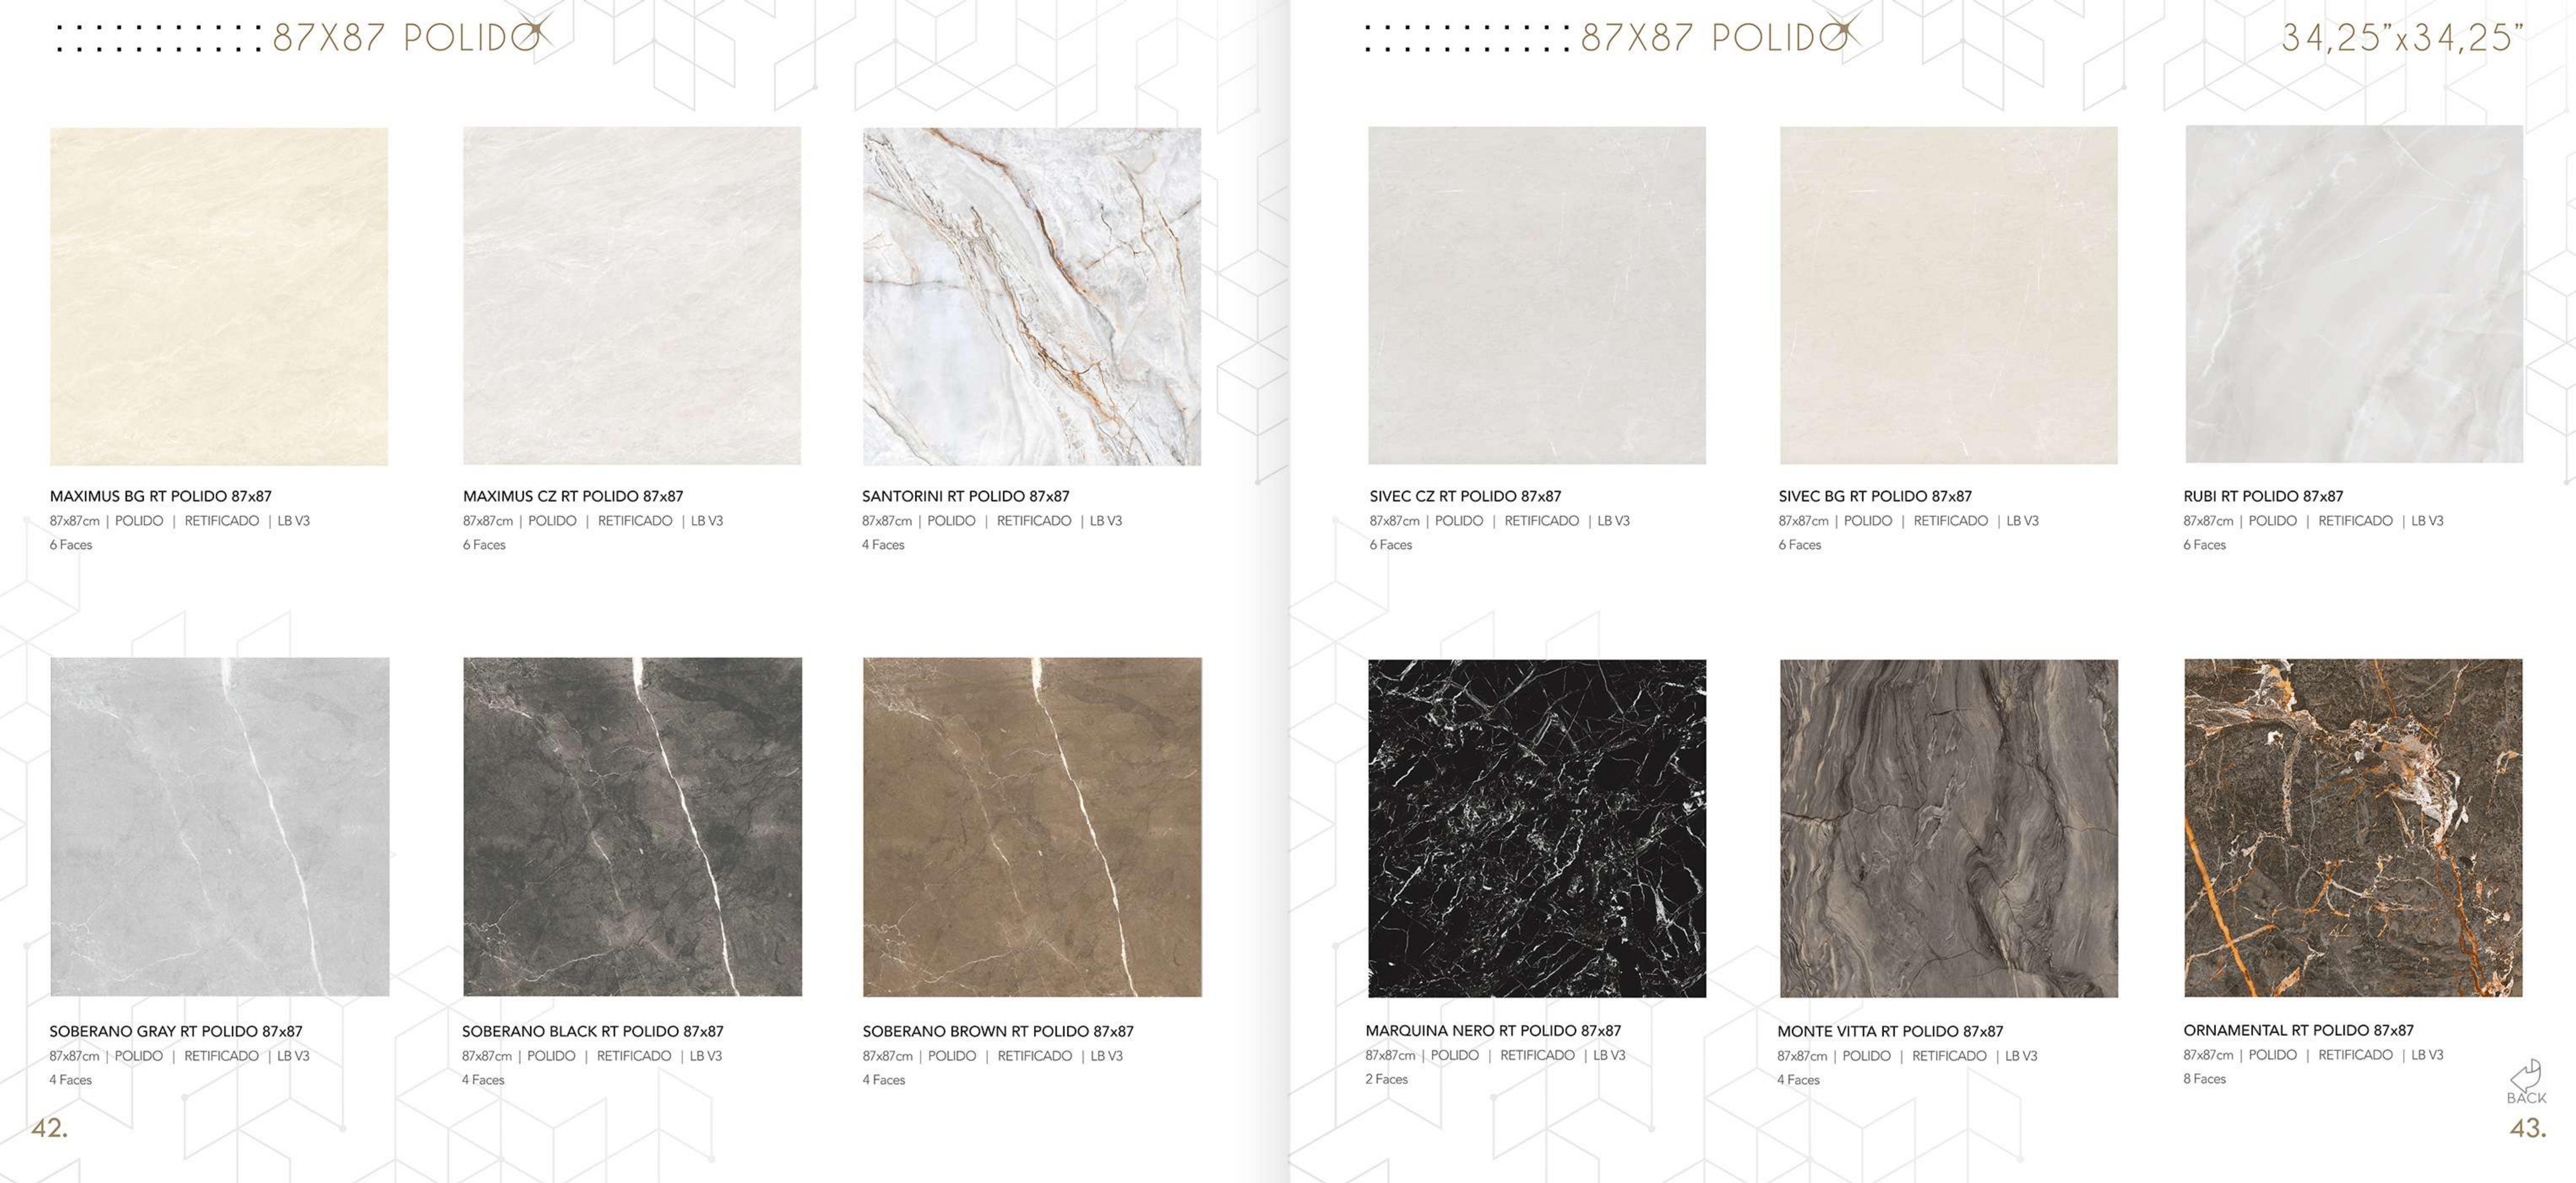 87X87 POLIDO
MAXIMUS BG RT POLIDO 87x87
87x87cm | POLIDO | RETIFICADO | LB V3
6 Faces
MAXIMUS CZ RT POLIDO 87x87
87x87cm | POLIDO | RETIFICADO | LB V3
6 Faces
SANTORINI RT POLIDO 87x87
87x87cm | POLIDO | RETIFICADO | LB V3
4 Faces
SOBERANO GRAY RT POLIDO 87x87
87x87cm | POLIDO | RETIFICADO | LB V3
4 Faces
SOBERANO BLACK RT POLIDO 87x87
87x87cm | POLIDO | RETIFICADO | LB V3
4 Faces
SOBERANO BROWN RT POLIDO 87x87
87x87cm | POLIDO | RETIFICADO | LB V3
4 Faces
42.
87X87 POLIDO
34,25”x34,25”
SIVEC CZ RT POLIDO 87x87
87x87cm | POLIDO | RETIFICADO | LB V3
6 Faces
SIVEC BG RT POLIDO 87x87
87x87cm | POLIDO | RETIFICADO | LB V3
6 Faces
RUBI RT POLIDO 87x87
87x87cm | POLIDO | RETIFICADO | LB V3
6 Faces
MARQUINA NERO RT POLIDO 87x87
87x87cm | POLIDO | RETIFICADO | LB V3
2 Faces
MONTE VITTA RT POLIDO 87x87
87x87cm | POLIDO | RETIFICADO | LB V3
4 Faces
ORNAMENTAL RT POLIDO 87x87
87x87cm | POLIDO | RETIFICADO | LB V3
8 Faces
BACK
43.